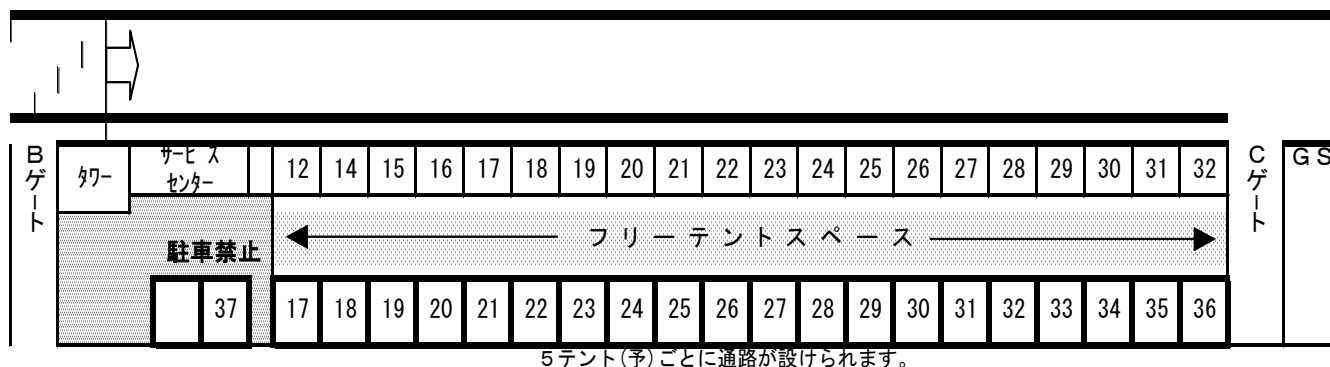 Bゲート
タワー
サービス
センター
12 14 15 16 17 18 19 20 21 22 23 24 25 26 27 28 29 30 31 32
Cゲート
GS
フリーテントスペース
駐車禁止
37 17 18 19 20 21 22 23 24 25 26 27 28 29 30 31 32 33 34 35 36
5テント(予)ごとに通路が設けられます。